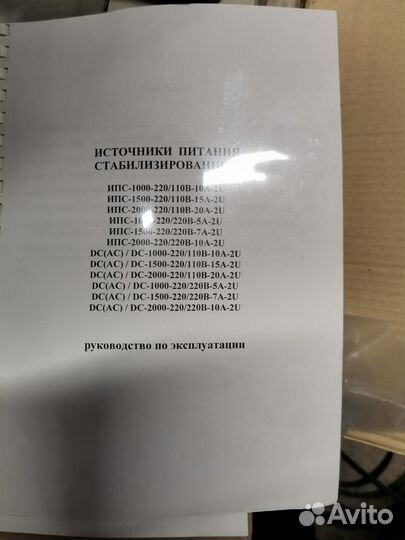 ИСТОЧНИКИ ПИТАНИЯ
ИПС-1000-220/110В-10А-2U
ИПС-1500-220/110В-15А-2U
ИПС-2000-220/110В-20А-2U
ИПС-1000-220/220В-5А-2U
ИПС-1500-220/220В-7А-2U
ИПС-2000-220/220В-10А-2U
DC(AC) / DC-1000-220/110В-10А-2U
DC(AC) / DC-1500-220/110В-15А-2U
DC(AC) / DC-2000-220/110В-20А-2U
DC(AC) / DC-1000-220/220В-5А-2U
DC(AC) / DC-1500-220/220В-7А-2U
DC(AC) / DC-2000-220/220В-10А-2U
руководство по эксплуатации
Avito